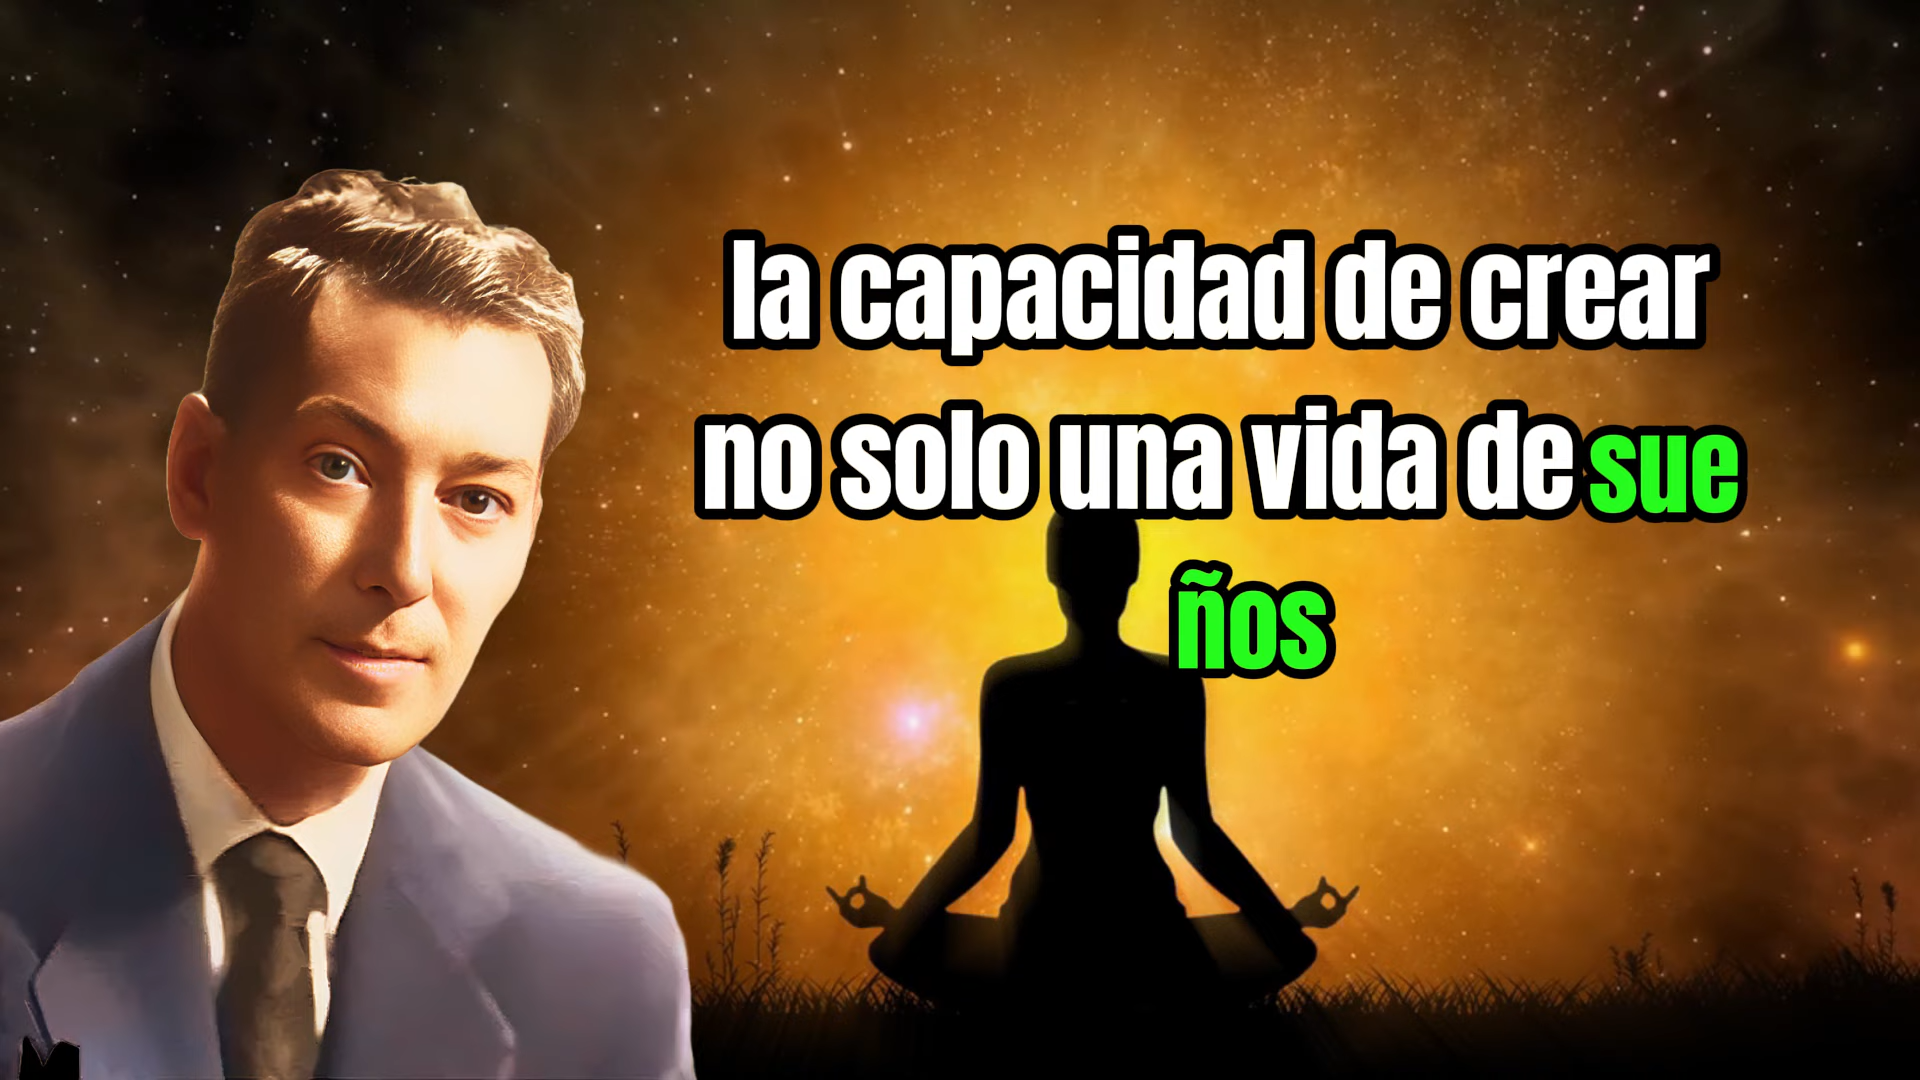 la capacidad de crear
no solo una vida de sue
ños